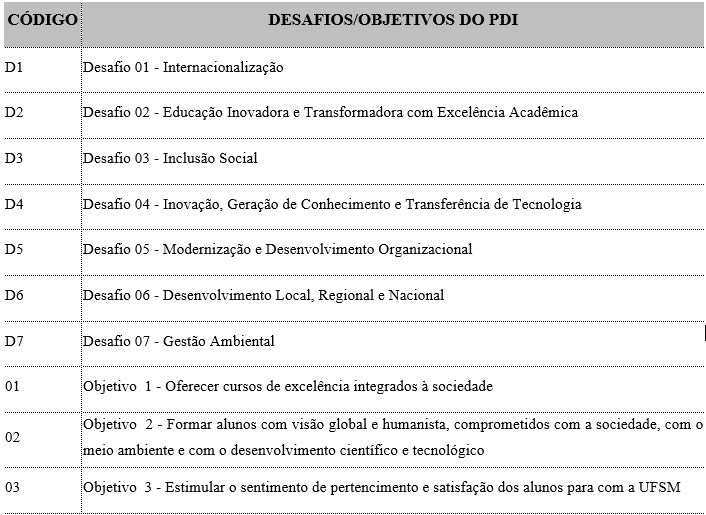 CÓDIGO DESAFIOS/OBJETIVOS DO PDI
D1 Desafio 01 - Internacionalização
D2 Desafio 02 - Educação Inovadora e Transformadora com Excelência Acadêmica
D3 Desafio 03 - Inclusão Social
D4 Desafio 04 - Inovação, Geração de Conhecimento e Transferência de Tecnologia
D5 Desafio 05 - Modernização e Desenvolvimento Organizacional
D6 Desafio 06 - Desenvolvimento Local, Regional e Nacional
D7 Desafio 07 - Gestão Ambiental
01 Objetivo  1 - Oferecer cursos de excelência integrados à sociedade
02 Objetivo  2 - Formar alunos com visão global e humanista, comprometidos com a sociedade, com o
meio ambiente e com o desenvolvimento científico e tecnológico
03 Objetivo  3 - Estimular o sentimento de pertencimento e satisfação dos alunos para com a UFSM